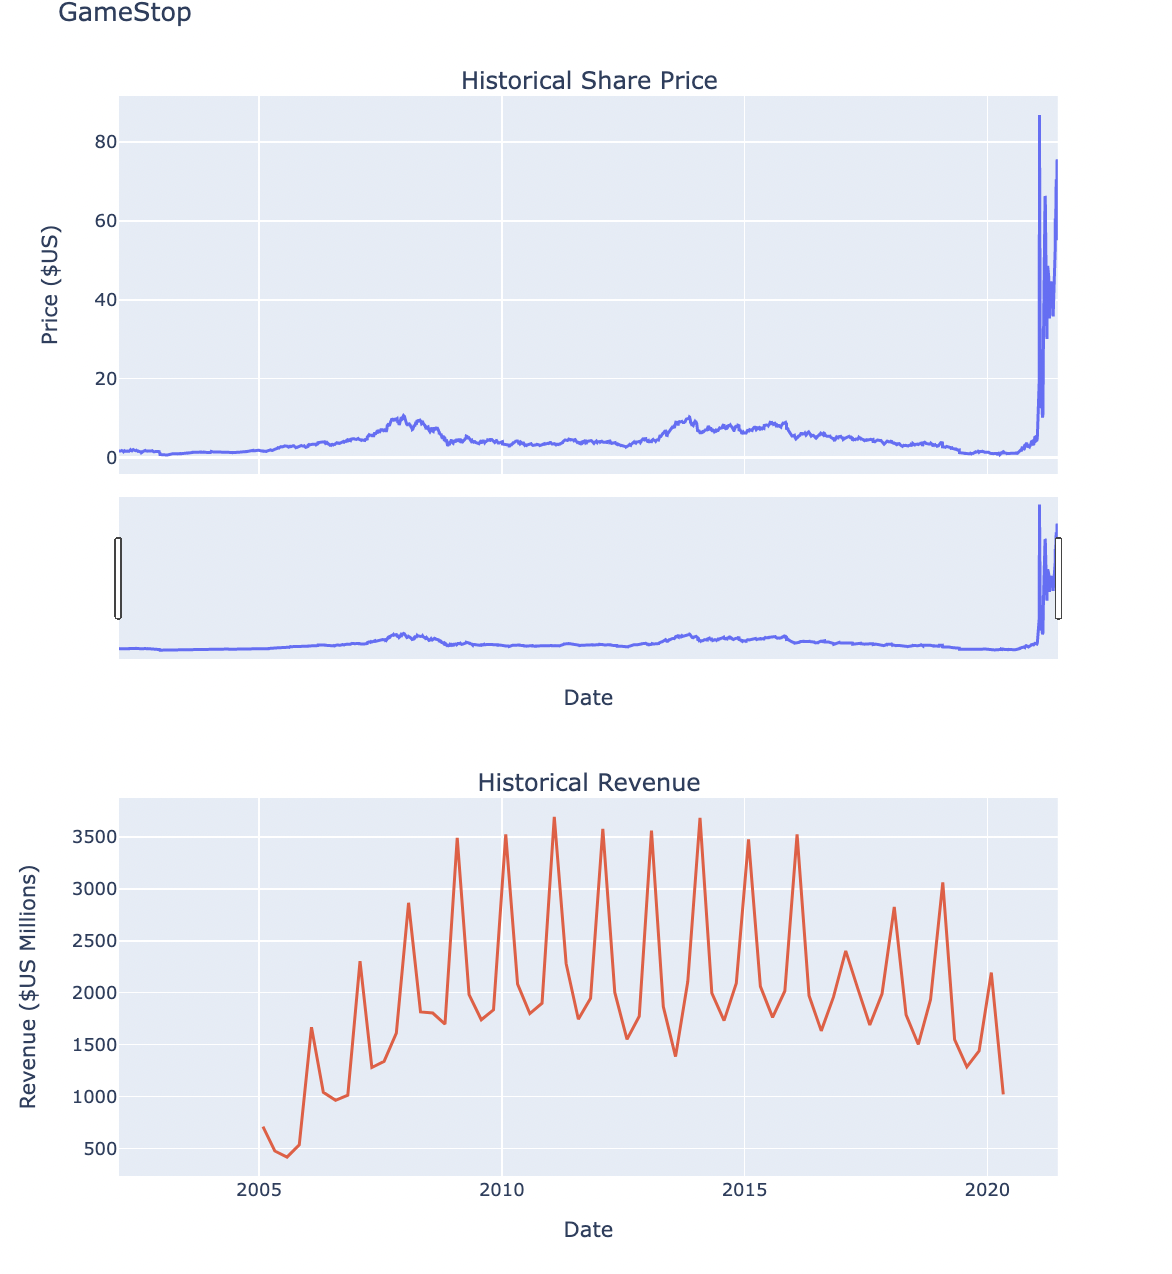 GameStop
Historical Share Price
Price ($US)
80
60
40
20
0
Date
Historical Revenue
Revenue ($US Millions)
3500
3000
2500
2000
1500
1000
500
2005 2010 2015 2020
Date